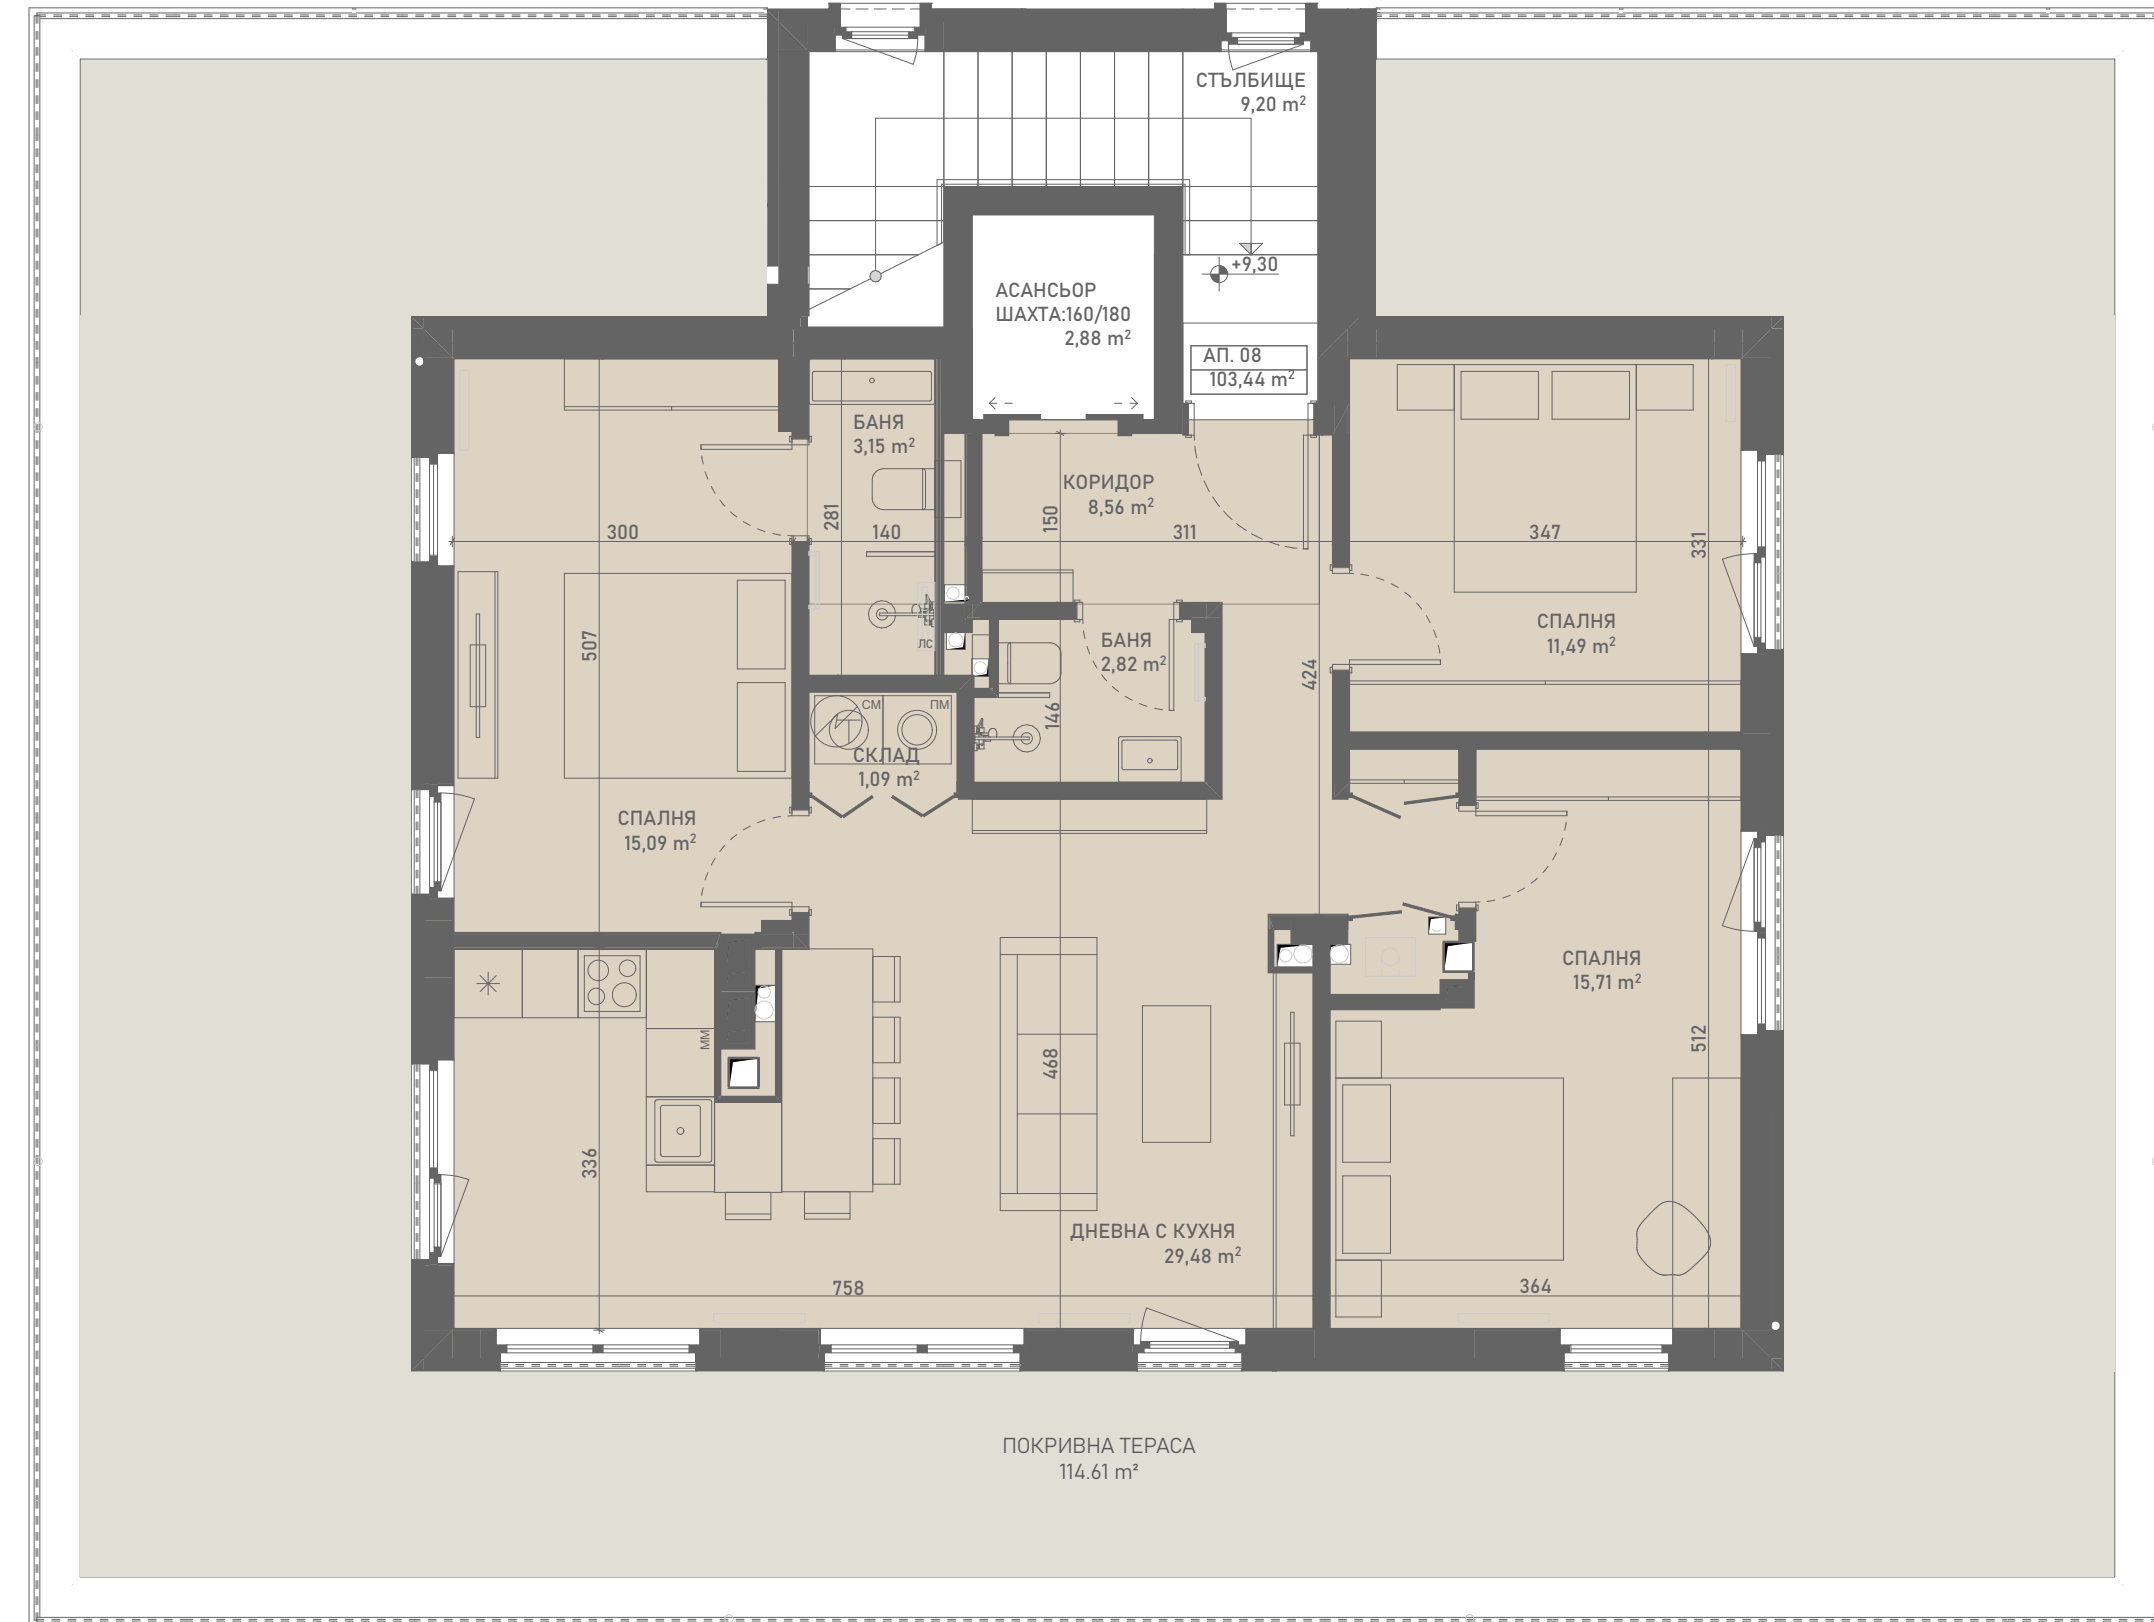 СТЪЛБИЩЕ
9,20 m²
+9,30
АСАНСЬОР
ШАХТА:160/180
2,88 m²
АП. 08
103,44 m²
БАНЯ
3,15 m²
КОРИДОР
8,56 m²
300
281
140
150
311
347
331
СПАЛНЯ
11,49 m²
507
ЛС
БАНЯ
2,82 m²
424
146
СМ
ПМ
СКЛАД
1,09 m²
СПАЛНЯ
15,09 m²
СПАЛНЯ
15,71 m²
ММ
468
512
336
ДНЕВНА С КУХНЯ
29,48 m²
758
364
ПОКРИВНА ТЕРАСА
114.61 m²